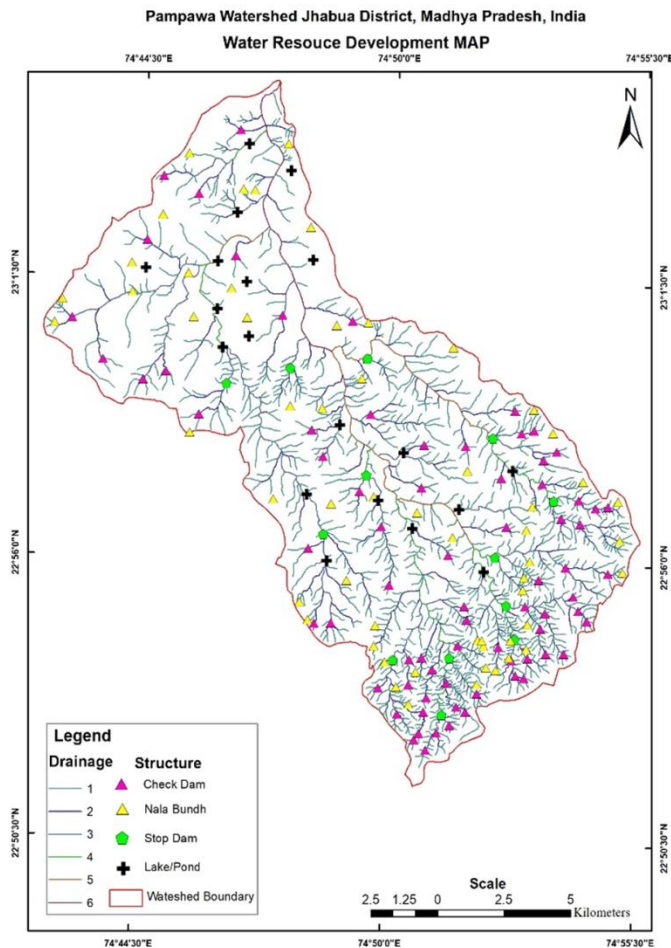 Pampawa Watershed Jhabua District, Madhya Pradesh, India
Water Resouce Development MAP
74°44'30"E 74°50'0"E 74°55'30"E
N
23°1'30"N 23°1'30"N
22°56'0"N 22°56'0"N
22°50'30"N 22°50'30"N
Legend
Drainage Structure
1 Check Dam
2 Nala Bundh
3 Stop Dam
4 Lake/Pond
5 Wateshed Boundary
6
Scale
2.5 1.25 0 2.5 5
Kilometers
74°44'30"E 74°50'0"E 74°55'30"E